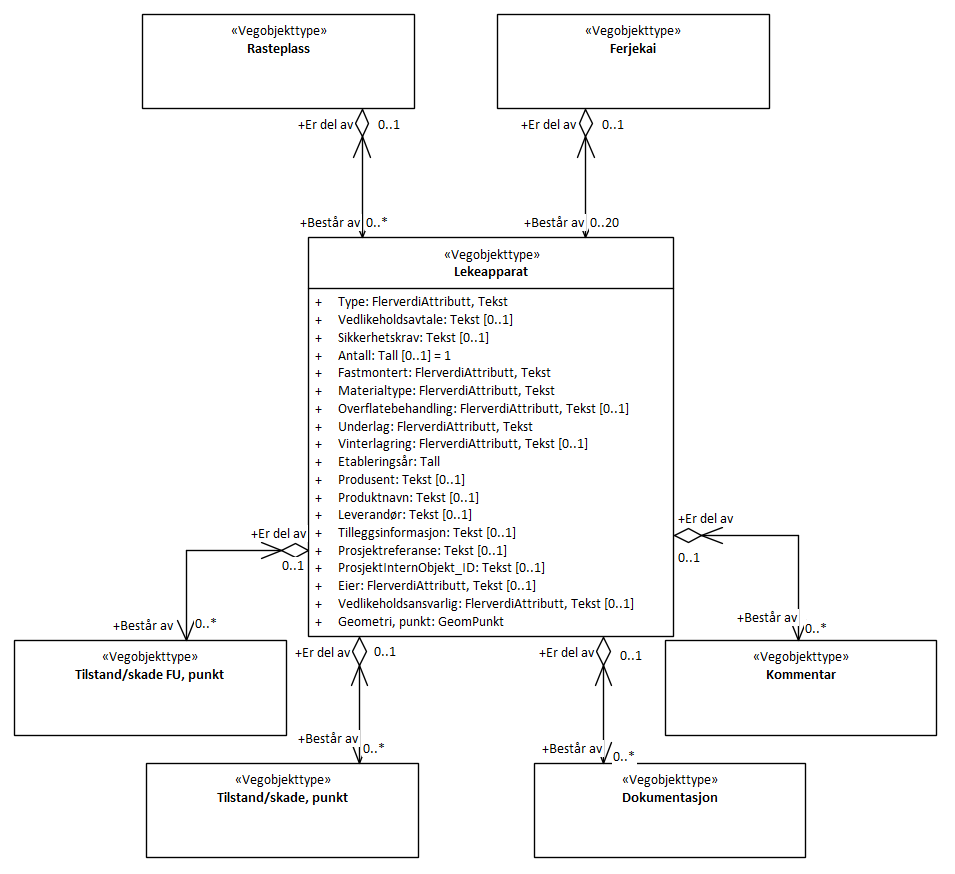 «Vegobjekttype»
Rasteplass
«Vegobjekttype»
Ferjekai
+Er del av
0..1
+Er del av
0..1
+Består av
0..*
+Består av
0..20
«Vegobjekttype»
Lekeapparat
+ Type: FlerverdiAttributt, Tekst
+ Vedlikeholdsavtale: Tekst [0..1]
+ Sikkerhetskrav: Tekst [0..1]
+ Antall: Tall [0..1] = 1
+ Fastmontert: FlerverdiAttributt, Tekst
+ Materialtype: FlerverdiAttributt, Tekst
+ Overflatebehandling: FlerverdiAttributt, Tekst [0..1]
+ Underlag: FlerverdiAttributt, Tekst
+ Vinterlagring: FlerverdiAttributt, Tekst [0..1]
+ Etableringsår: Tall
+ Produsent: Tekst [0..1]
+ Produktnavn: Tekst [0..1]
+ Leverandør: Tekst [0..1]
+ Tilleggsinformasjon: Tekst [0..1]
+ Prosjektreferanse: Tekst [0..1]
+ ProsjektInternObjekt_ID: Tekst [0..1]
+ Eier: FlerverdiAttributt, Tekst [0..1]
+ Vedlikeholdsansvarlig: FlerverdiAttributt, Tekst [0..1]
+ Geometri, punkt: GeomPunkt
+Er del av
0..1
+Er del av
0..1
+Består av
0..*
+Består av
0..*
«Vegobjekttype»
Tilstand/skade FU, punkt
+Er del av
0..1
+Er del av
0..1
«Vegobjekttype»
Kommentar
+Består av
0..*
+Består av
0..*
«Vegobjekttype»
Tilstand/skade, punkt
«Vegobjekttype»
Dokumentasjon